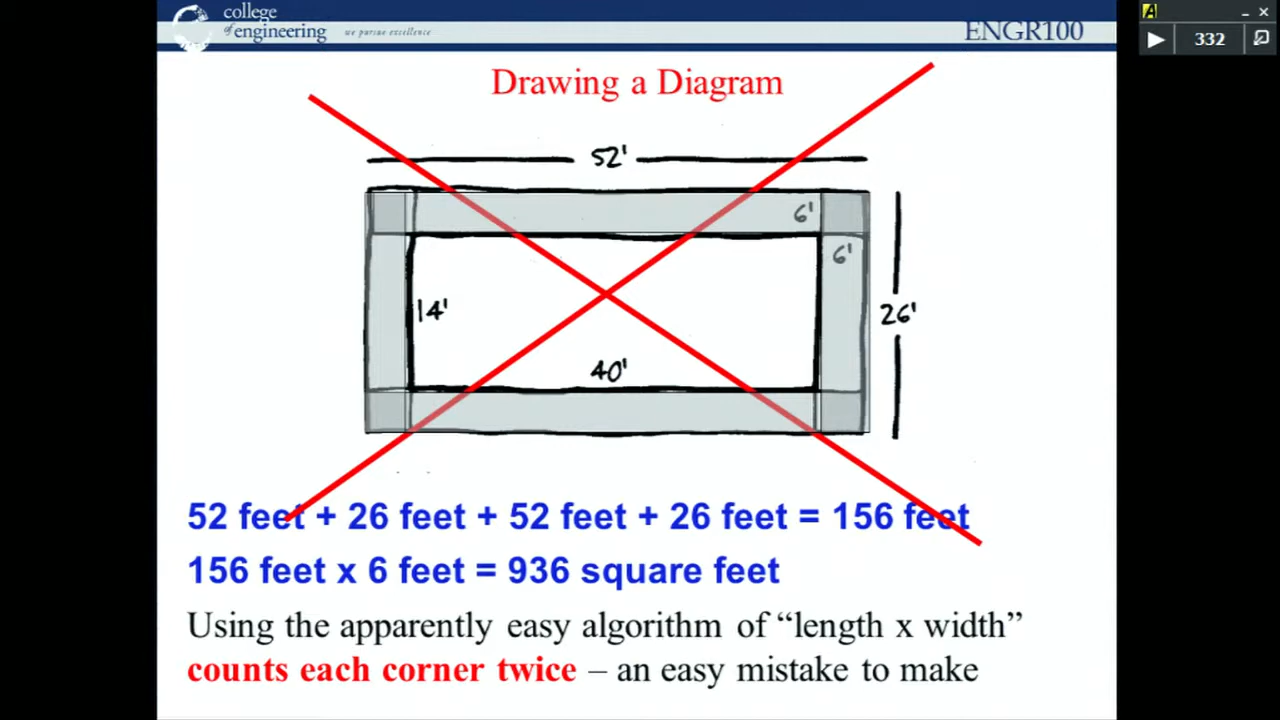 college
of engineering we pursue excellence
ENGR100
332
Drawing a Diagram
52'
6'
6'
14'
26'
40'
52 feet + 26 feet + 52 feet + 26 feet = 156 feet
156 feet x 6 feet = 936 square feet
Using the apparently easy algorithm of “length x width”
counts each corner twice – an easy mistake to make